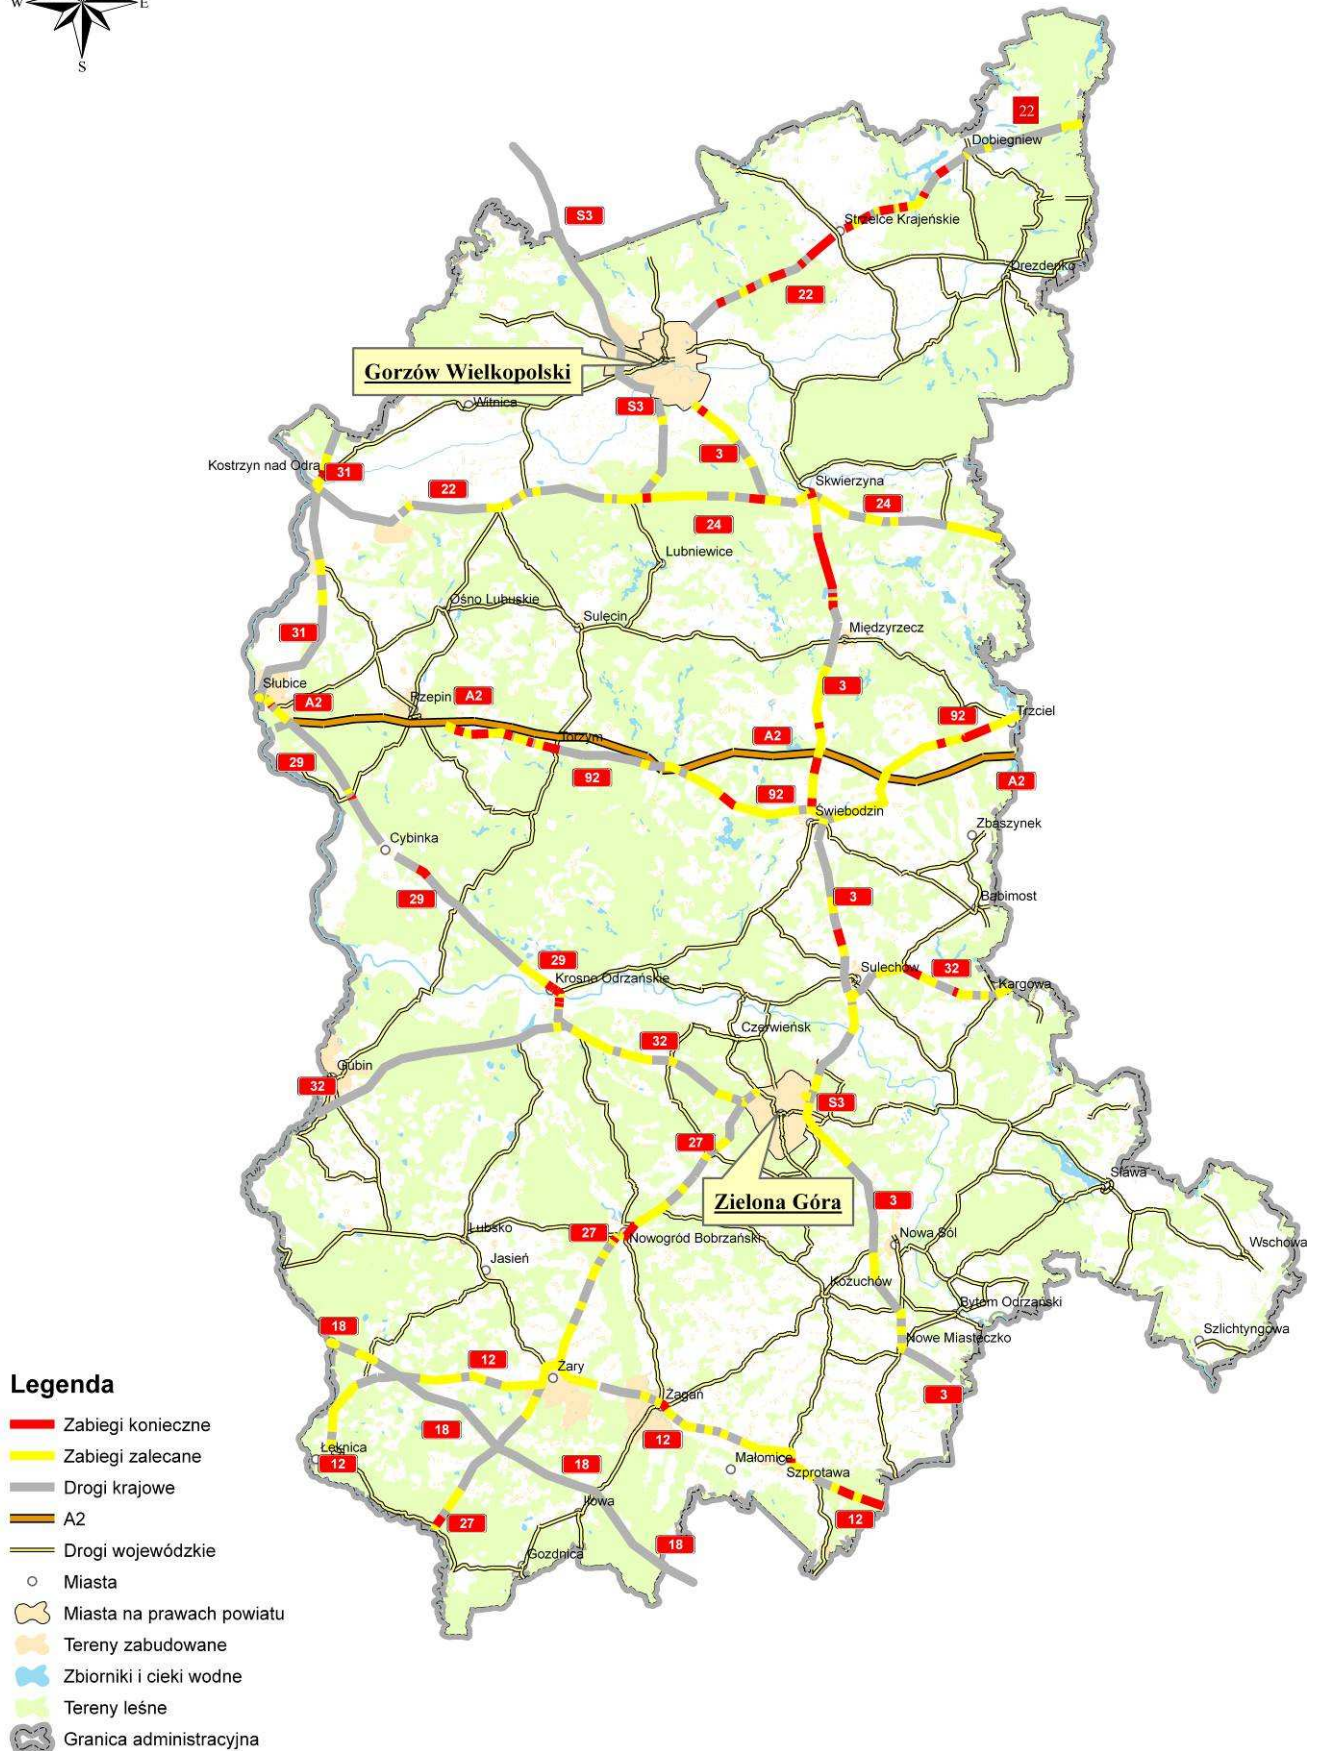 W
E
S
22
Dobiegniew
S3
Strzelce Krajeńskie
Drezdenko
22
Gorzów Wielkopolski
Witnica
S3
3
Kostrzyn nad Odrą
31
22
Skwierzyna
24
24
Lubniewice
Ośno Lubuskie
Sulęcin
31
Międzyrzecz
Słubice
A2
Rzepin
A2
3
92
Trzciel
Torzym
A2
29
92
92
A2
Świebodzin
Zbąszynek
Cybinka
29
3
Babimost
29
Krosno Odrzańskie
Sulechów
32
Kargowa
Czerwieńsk
32
Gubin
32
S3
27
Sława
Zielona Góra
3
Lubsko
27
Nowogród Bobrzański
Nowa Sól
Wschowa
Jasień
Kożuchów
Bytom Odrzański
18
Nowe Miasteczko
Szlichtyngowa
12
Żary
Żagań
3
18
12
Łęknica
12
18
Małomice
Szprotawa
Iłowa
27
12
18
Gozdnica
Legenda
Zabiegi konieczne
Zabiegi zalecane
Drogi krajowe
A2
Drogi wojewódzkie
Miasta
Miasta na prawach powiatu
Tereny zabudowane
Zbiorniki i cieki wodne
Tereny leśne
Granica administracyjna